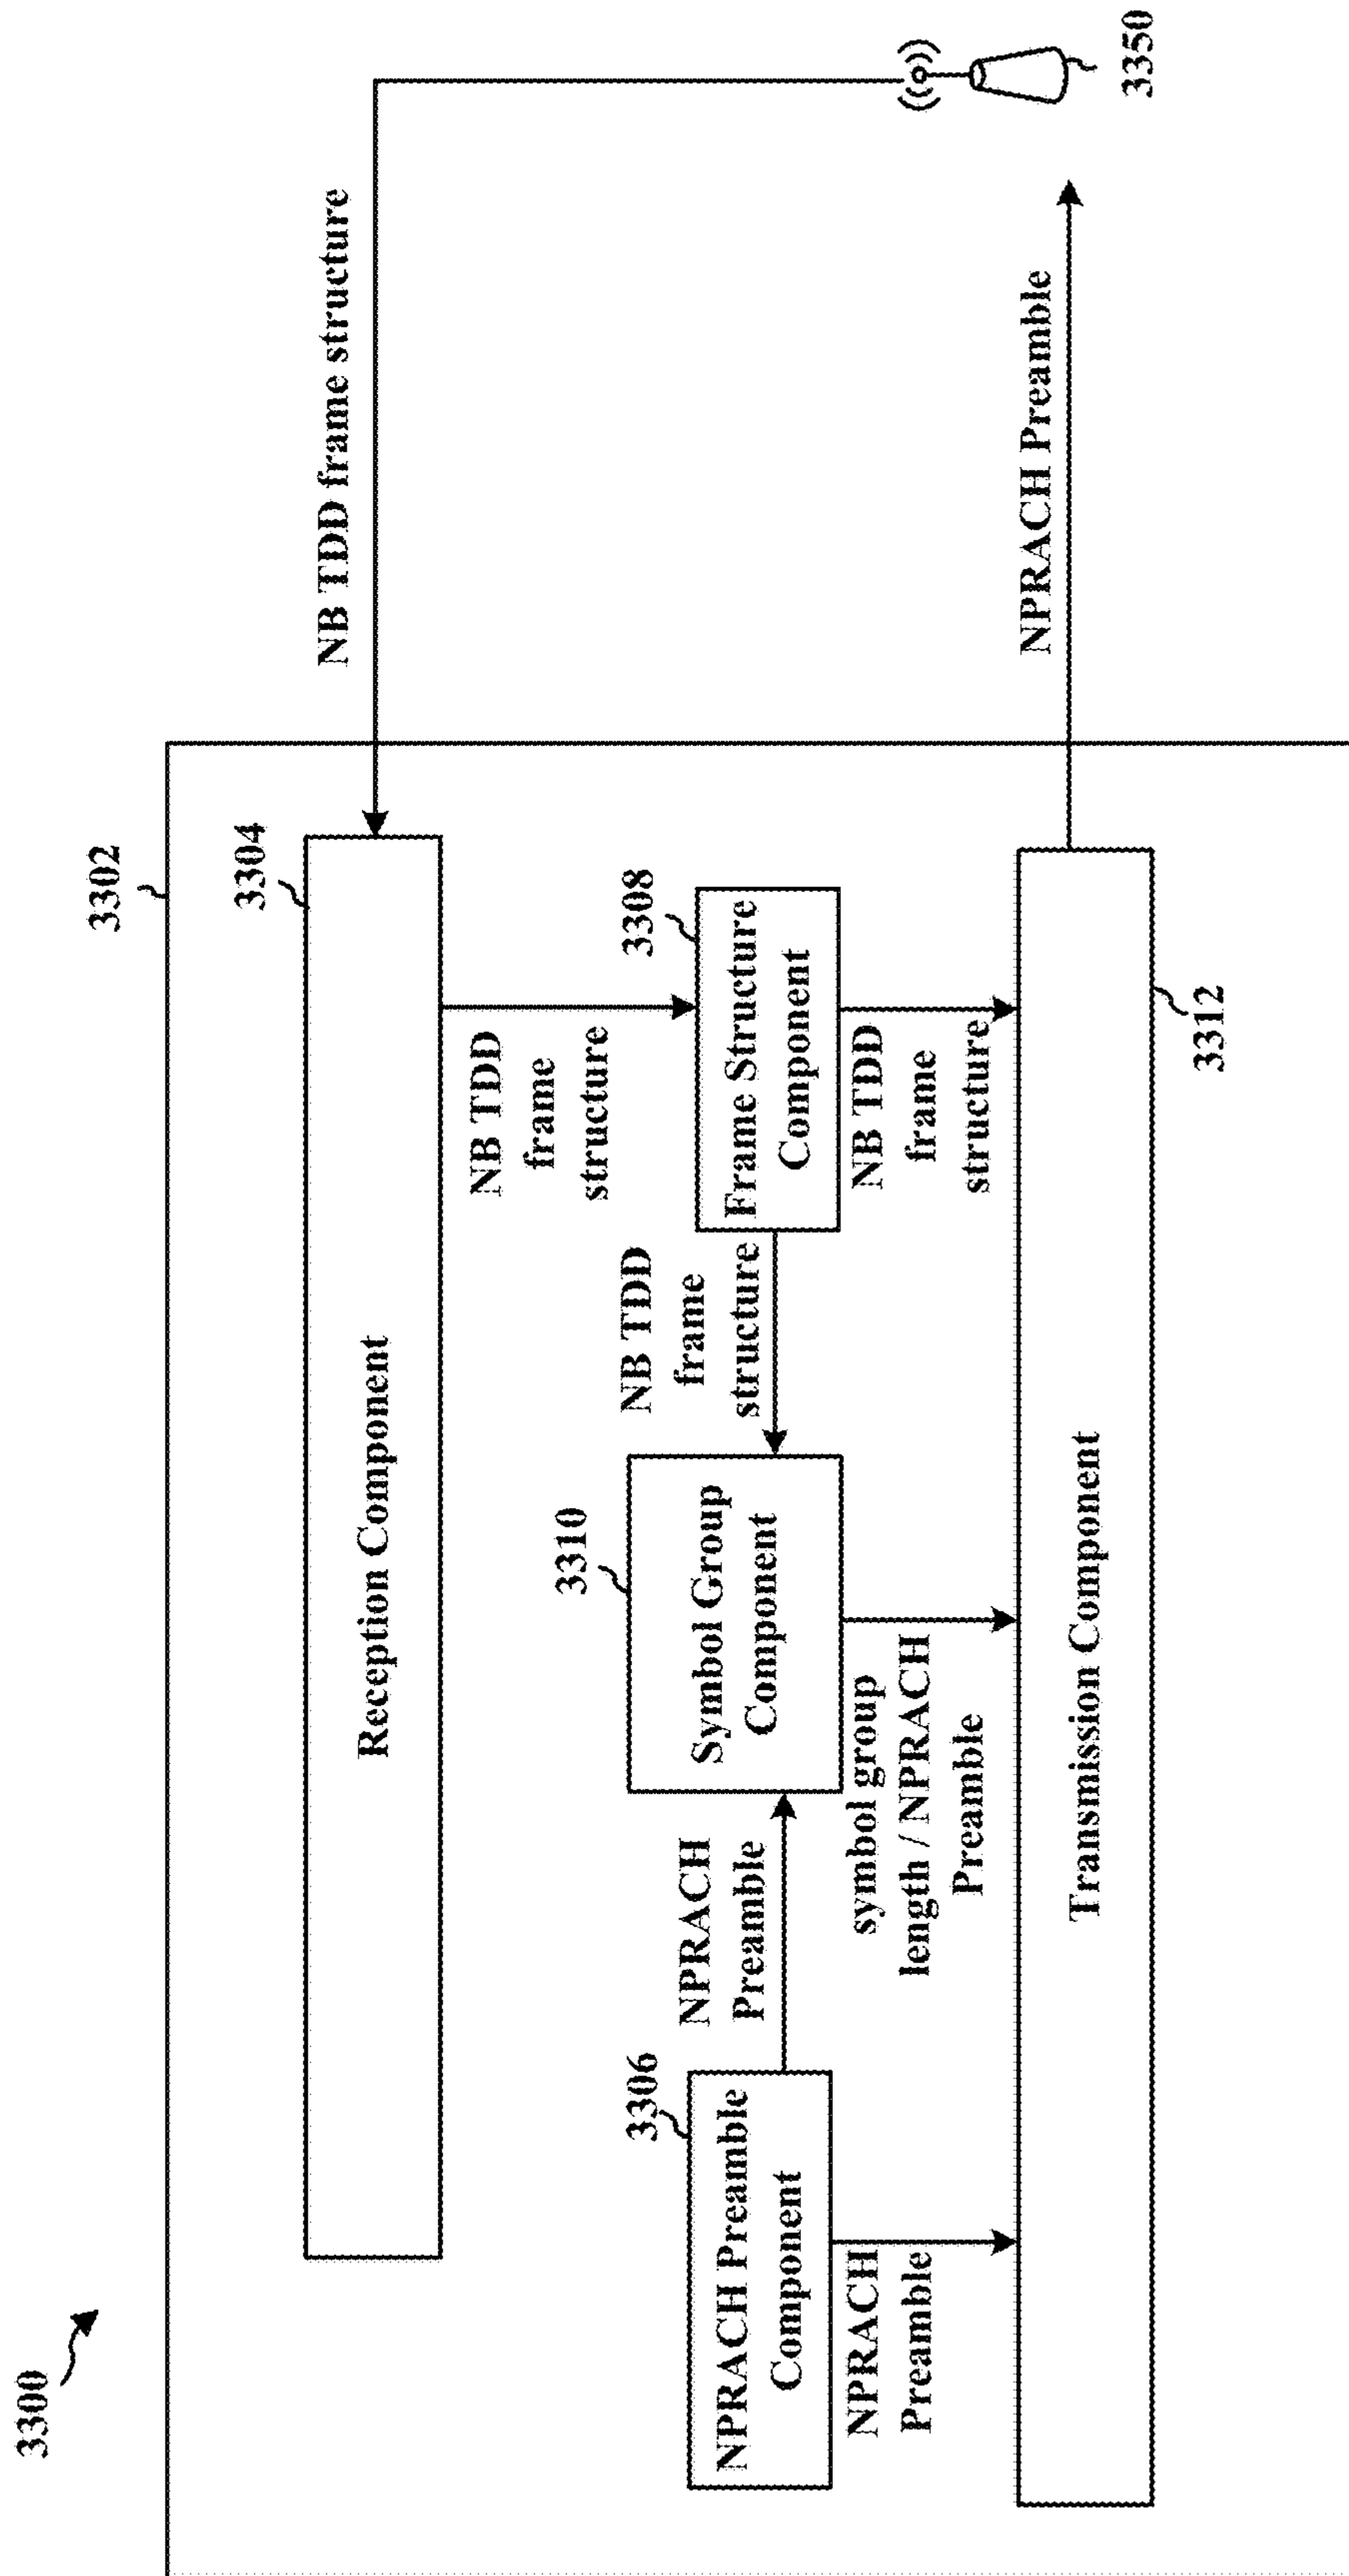 3300
3302
3304
Reception Component
NB TDD frame structure
3350
NB TDD
frame
structure
3308
Frame Structure
Component
NB TDD
frame
structure
3310
Symbol Group
Component
NPRACH
Preamble
3306
NPRACH Preamble
Component
NPRACH
Preamble
symbol group
length / NPRACH
Preamble
NB TDD
frame
structure
Transmission Component
3312
NPRACH Preamble